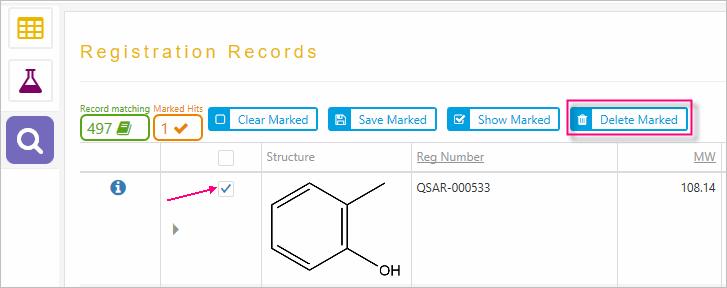 Registration Records
Record matching Marked Hits
497 1 Clear Marked Save Marked Show Marked Delete Marked
Structure Reg Number MW
QSAR-000533 108.14
OH